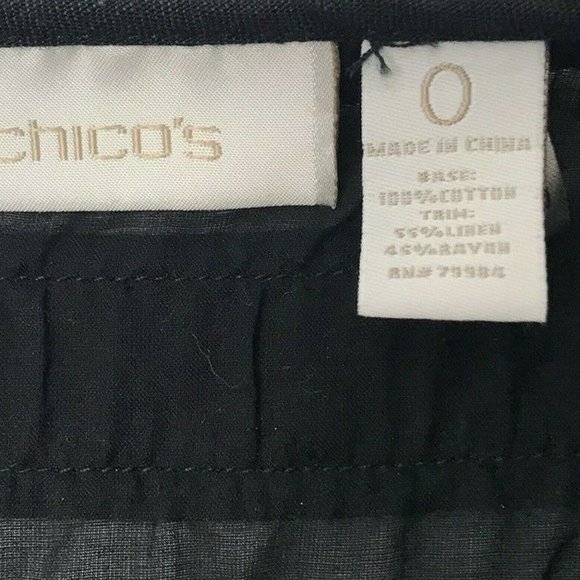 chico's
0
MADE IN CHINA
BASE:
100%COTTON
TRIM:
55%LINEN
45%RAYON
RN# 79984